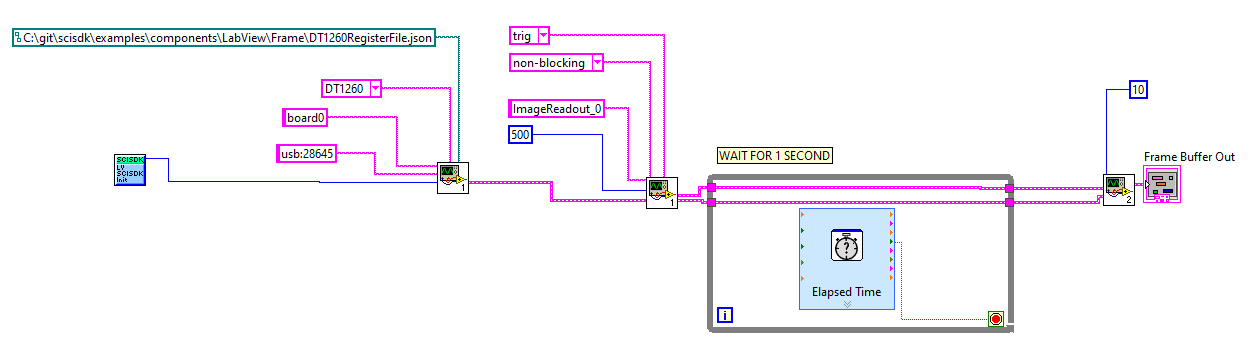 C:\git\scisdk\examples\components\LabView\Frame\DT1260RegisterFile.json
trig
non-blocking
DT1260
10
ImageReadout_0
board0
500
usb:28645
WAIT FOR 1 SECOND
Frame Buffer Out
SCISDK
LV
SCISDK
Init
1
1
2
?
Elapsed Time
i